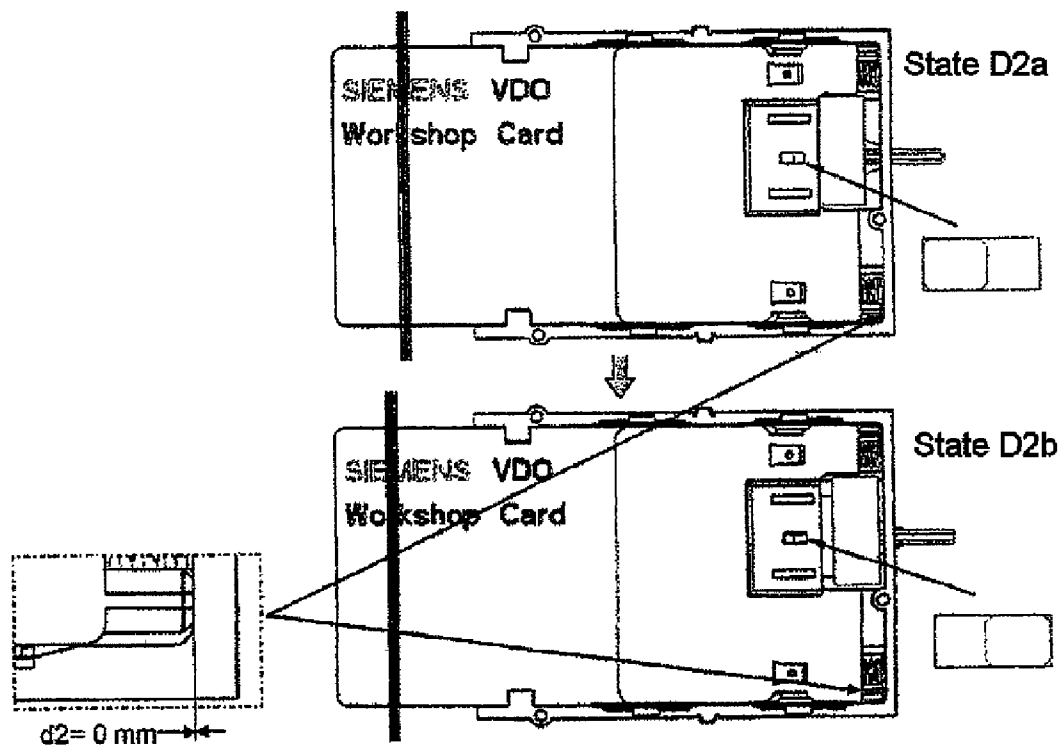 State D2a
SIEMENS VDO
Workshop Card
State D2b
SIEMENS VDO
Workshop Card
d2= 0 mm